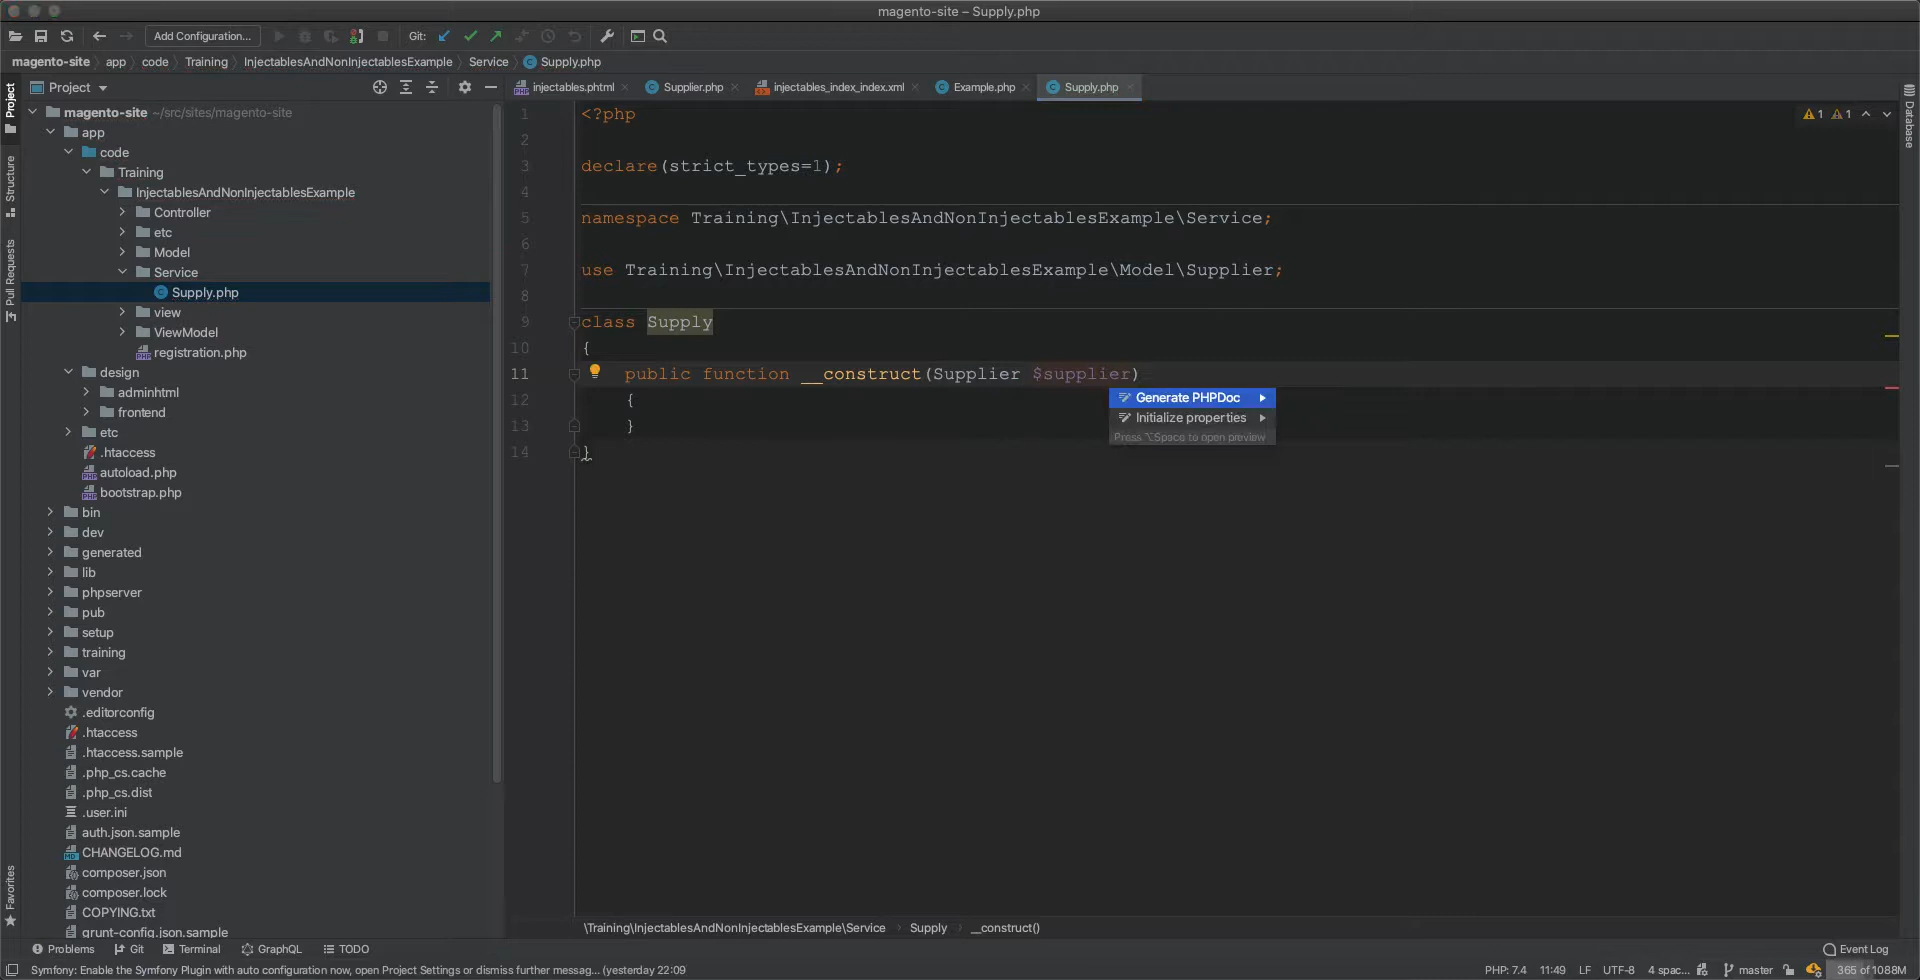 magento-site – Supply.php
Add Configuration...
Git:
magento-site app code Training InjectablesAndNonInjectablesExample Service Supply.php
Project
injectables.phtml Supplier.php injectables_index_index.xml Example.php Supply.php
Project
Structure
Pull Requests
Favorites
Database
magento-site ~/src/sites/magento-site
app
code
Training
InjectablesAndNonInjectablesExample
Controller
etc
Model
Service
Supply.php
view
ViewModel
registration.php
design
adminhtml
frontend
etc
.htaccess
autoload.php
bootstrap.php
bin
dev
generated
lib
phpserver
pub
setup
training
var
vendor
.editorconfig
.htaccess
.htaccess.sample
.php_cs.cache
.php_cs.dist
.user.ini
auth.json.sample
CHANGELOG.md
composer.json
composer.lock
COPYING.txt
grunt-config.json.sample
1 <?php
2
3 declare(strict_types=1);
4
5 namespace Training\InjectablesAndNonInjectablesExample\Service;
6
7 use Training\InjectablesAndNonInjectablesExample\Model\Supplier;
8
9 class Supply
10 {
11 public function __construct(Supplier $supplier)
12 {
13 }
14 }
1 1
Generate PHPDoc
Initialize properties
Press ⌥Space to open preview
\Training\InjectablesAndNonInjectablesExample\Service Supply __construct()
Problems Git Terminal GraphQL TODO Event Log
Symfony: Enable the Symfony Plugin with auto configuration now, open Project Settings or dismiss further messag... (yesterday 22:09 PHP: 7.4 11:49 LF UTF-8 4 spac... master 365 of 1088M